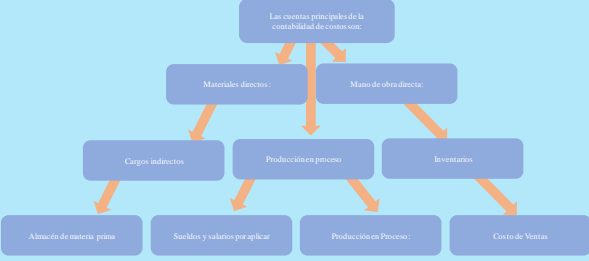 Las cuentas principales de la
contabilidad de costos son:
Materiales directos :
Mano de obra directa:
Cargos indirectos
Producción en proceso
Inventarios
Almacén de materia prima
Sueldos y salarios por aplicar
Producción en Proceso :
Costo de Ventas